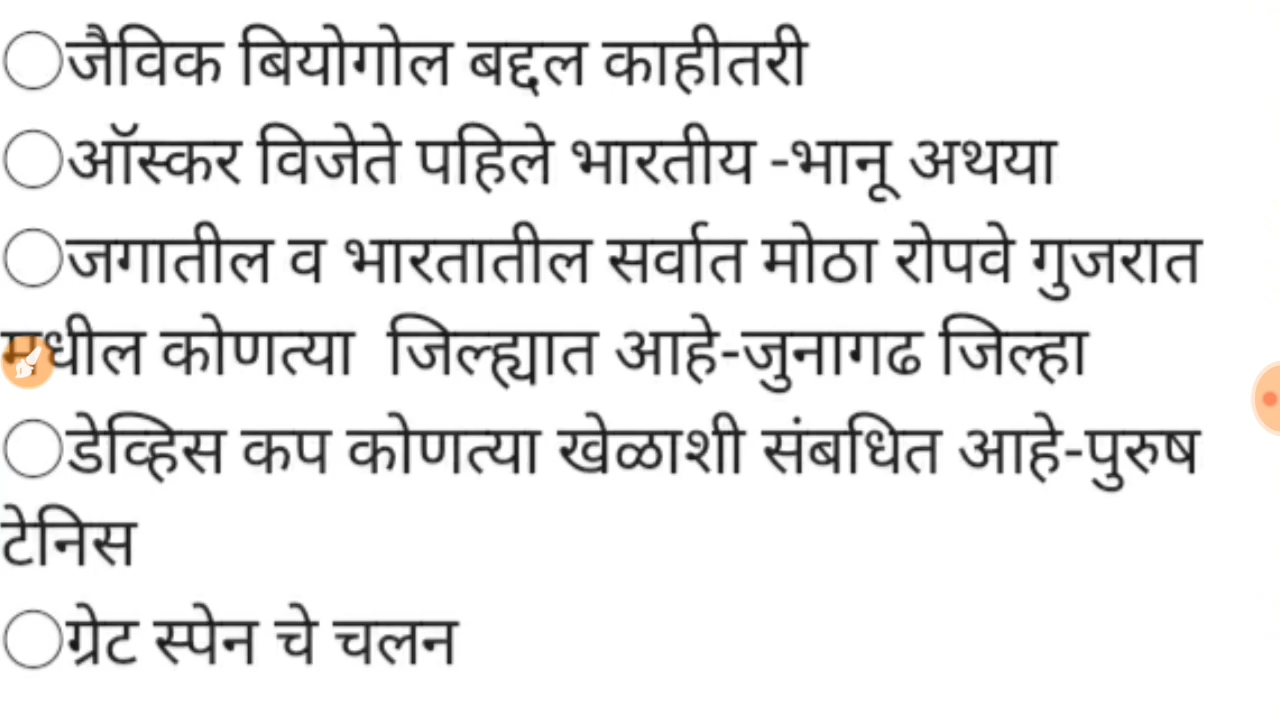 ◯जैविक बियोगोल बद्दल काहीतरी
◯ऑस्कर विजेते पहिले भारतीय -भानू अथया
◯जगातील व भारतातील सर्वात मोठा रोपवे गुजरात
मधील कोणत्या जिल्ह्यात आहे-जुनागढ जिल्हा
◯डेव्हिस कप कोणत्या खेळाशी संबधित आहे-पुरुष
टेनिस
◯ग्रेट स्पेन चे चलन